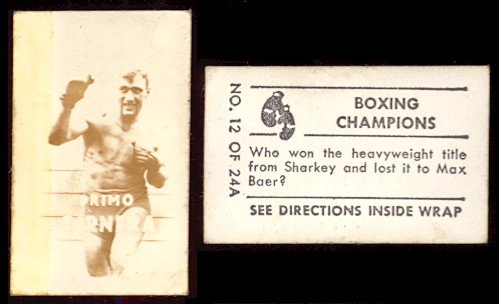 PRIMO
CARNERA
NO. 12 OF 24A
BOXING
CHAMPIONS
Who won the heavyweight title
from Sharkey and lost it to Max
Baer?
SEE DIRECTIONS INSIDE WRAP